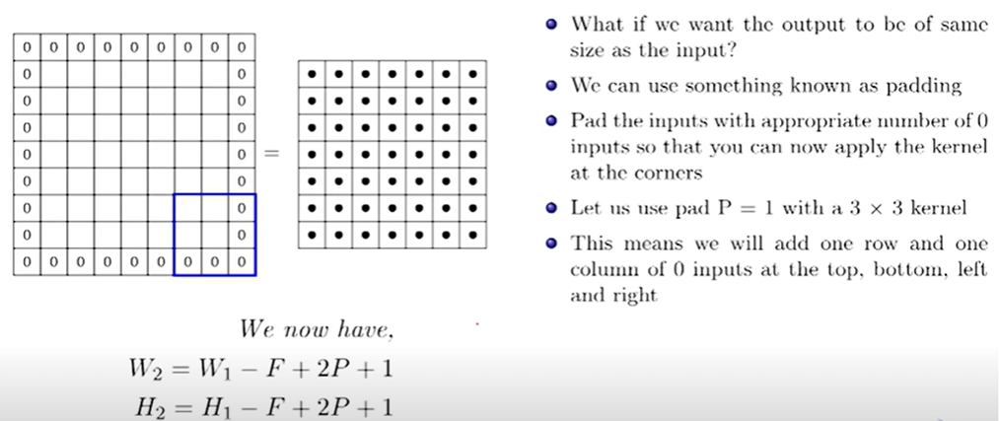 0 0 0 0 0 0 0 0 0
0 0
0 0
0 0
0 0 =
0 0
0 0
0 0
0 0 0 0 0 0 0 0 0
We now have,
W₂ = W₁ − F + 2P + 1
H₂ = H₁ − F + 2P + 1
What if we want the output to be of same
size as the input?
We can use something known as padding
Pad the inputs with appropriate number of 0
inputs so that you can now apply the kernel
at the corners
Let us use pad P = 1 with a 3 × 3 kernel
This means we will add one row and one
column of 0 inputs at the top, bottom, left
and right